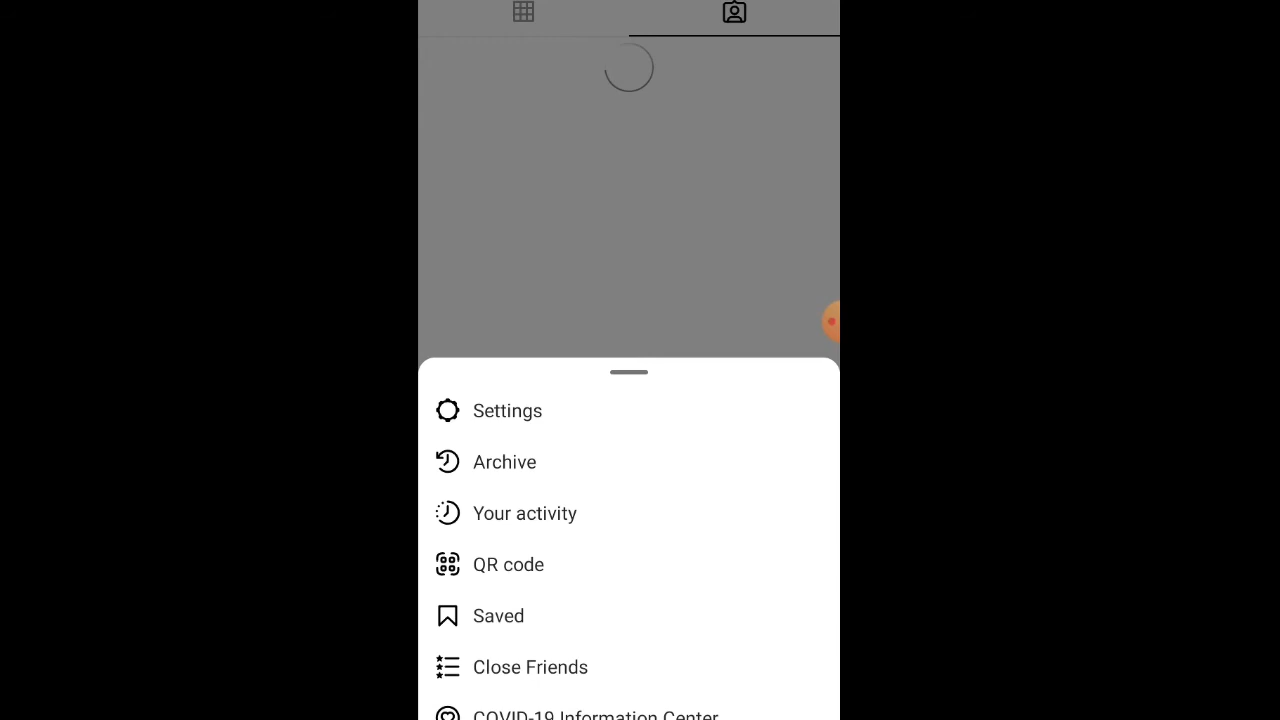 Settings
Archive
Your activity
QR code
Saved
Close Friends
COVID-19 Information Center